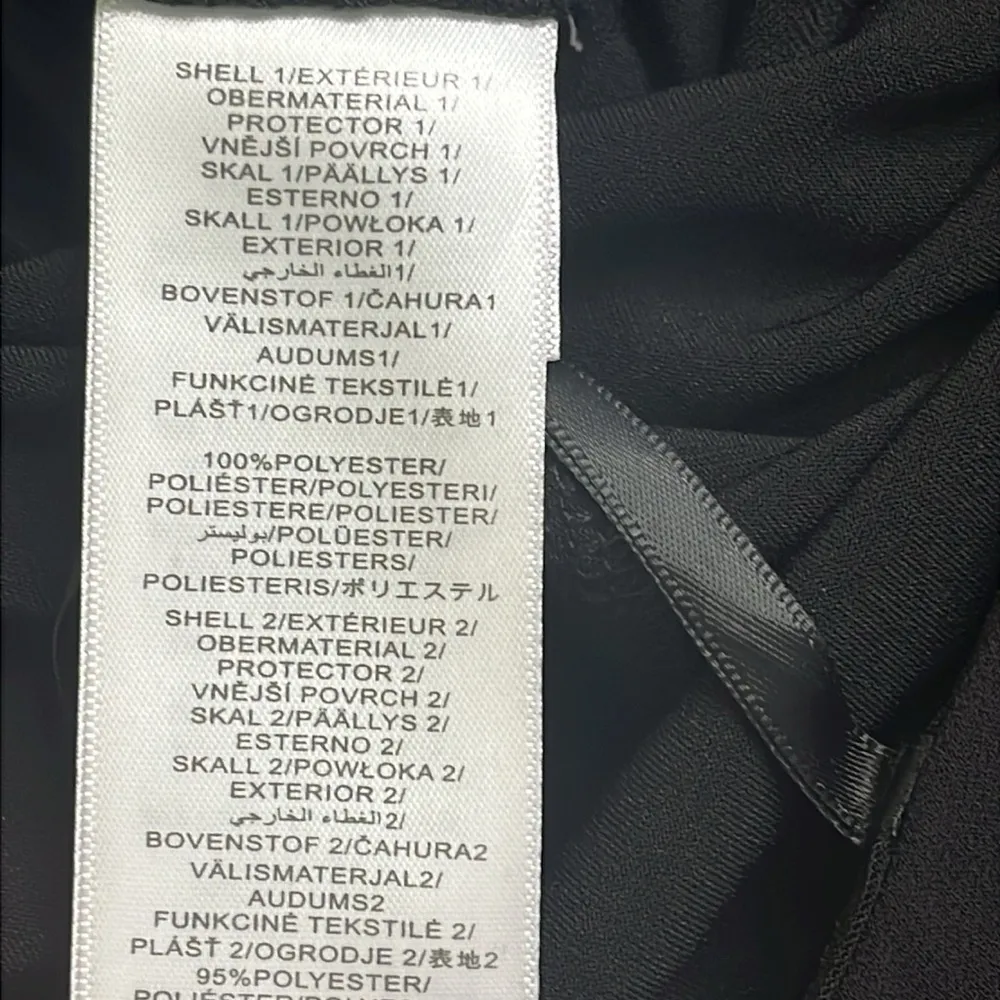 SHELL 1/EXTÉRIEUR 1/
OBERMATERIAL 1/
PROTECTOR 1/
VNĚJŠÍ POVRCH 1/
SKAL 1/PÄÄLLYS 1/
ESTERNO 1/
SKALL 1/POWŁOKA 1/
EXTERIOR 1/
الغطاء الخارجي1/
BOVENSTOF 1/ČAHURA1
VÄLISMATERJAL1/
AUDUMS1/
FUNKCINĖ TEKSTILĖ1/
PLÁŠŤ1/OGRODJE1/表地1
100%POLYESTER/
POLIÉSTER/POLYESTERI/
POLIESTERE/POLIESTER/
بوليستر/POLÜESTER/
POLIESTERS/
POLIESTERIS/ポリエステル
SHELL 2/EXTÉRIEUR 2/
OBERMATERIAL 2/
PROTECTOR 2/
VNĚJŠÍ POVRCH 2/
SKAL 2/PÄÄLLYS 2/
ESTERNO 2/
SKALL 2/POWŁOKA 2/
EXTERIOR 2/
الغطاء الخارجي2/
BOVENSTOF 2/ČAHURA2
VÄLISMATERJAL2/
AUDUMS2
FUNKCINĖ TEKSTILĖ 2/
PLÁŠŤ 2/OGRODJE 2/表地2
95%POLYESTER/